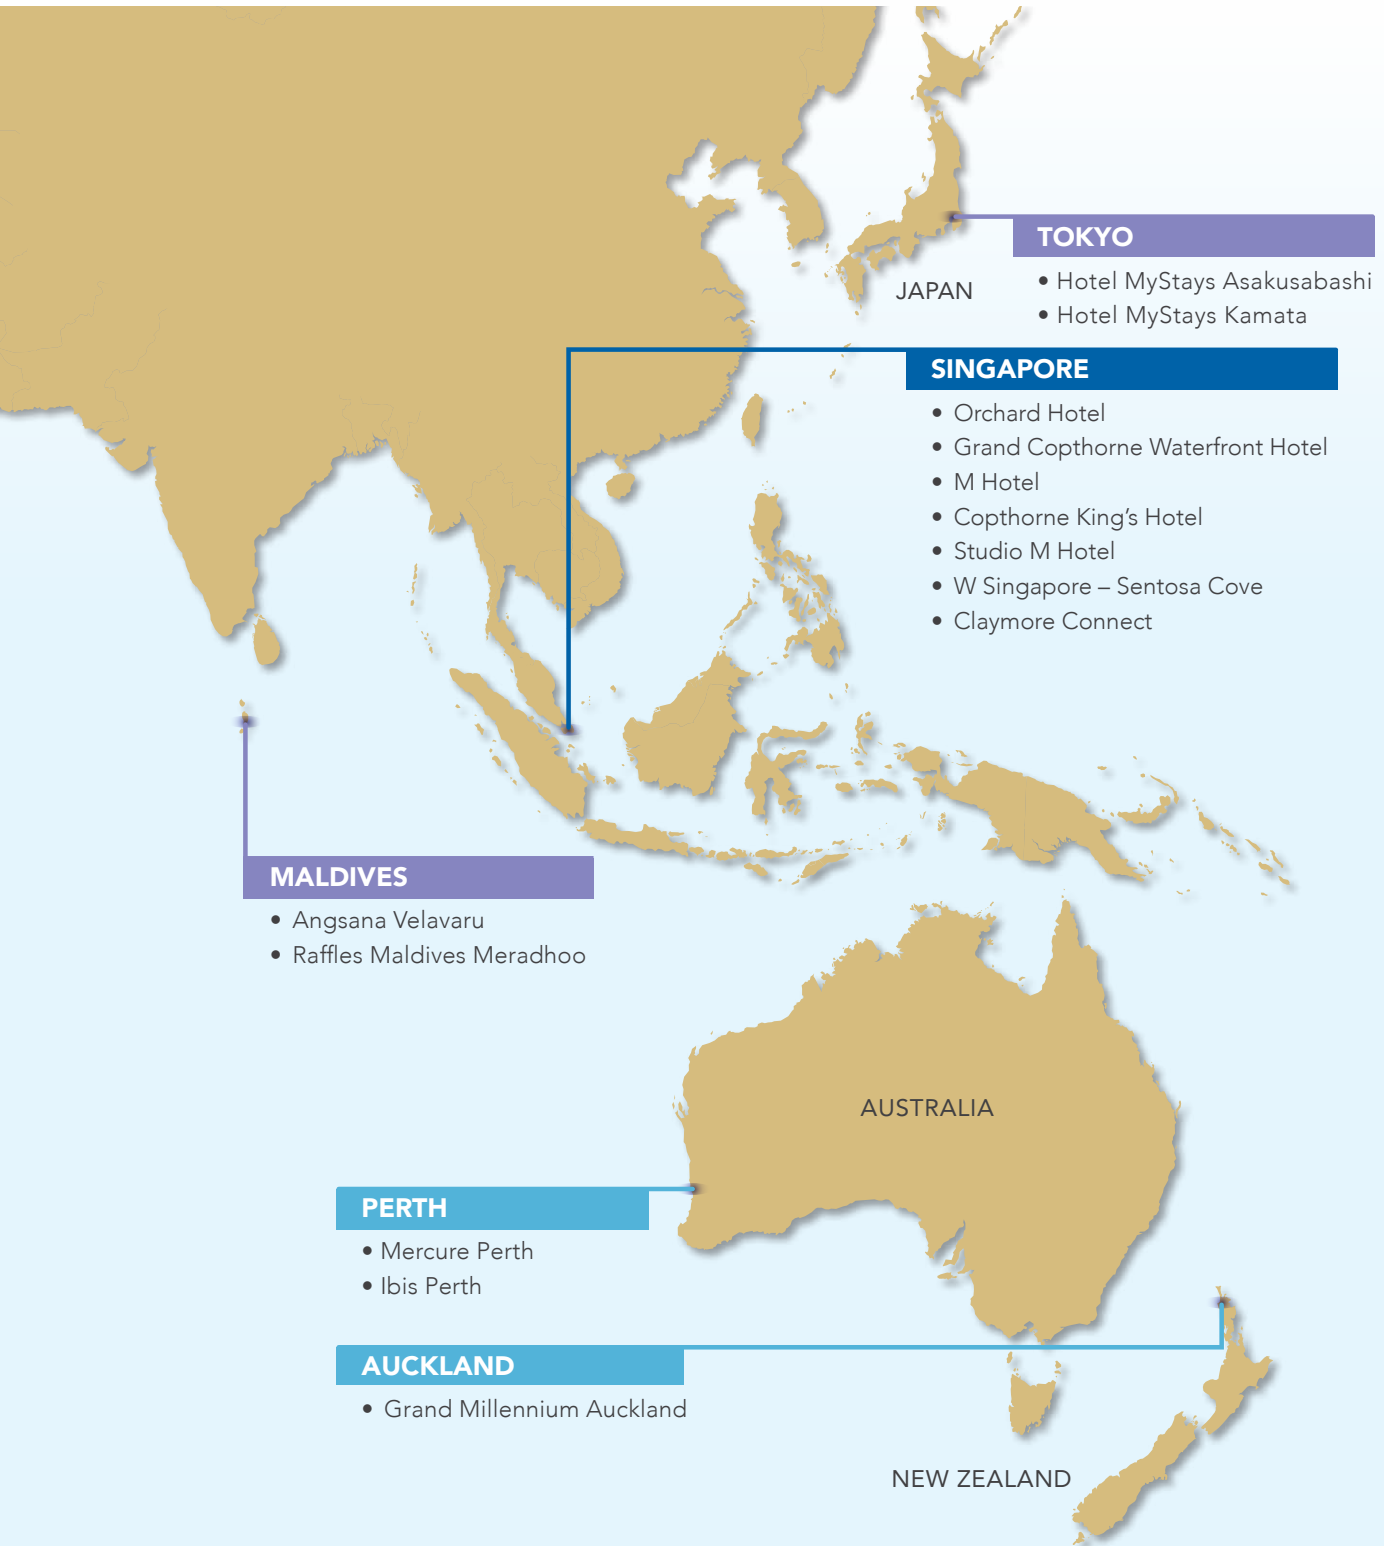 TOKYO
• Hotel MyStays Asakusabashi
• Hotel MyStays Kamata
JAPAN
SINGAPORE
• Orchard Hotel
• Grand Copthorne Waterfront Hotel
• M Hotel
• Copthorne King’s Hotel
• Studio M Hotel
• W Singapore – Sentosa Cove
• Claymore Connect
MALDIVES
• Angsana Velavaru
• Raffles Maldives Meradhoo
AUSTRALIA
PERTH
• Mercure Perth
• Ibis Perth
AUCKLAND
• Grand Millennium Auckland
NEW ZEALAND